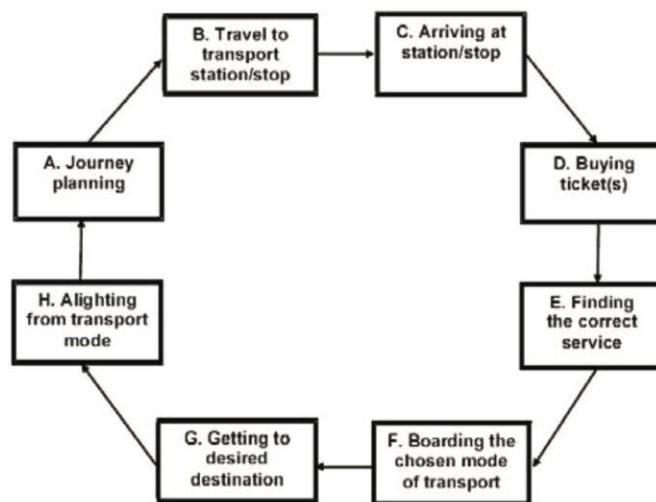 B. Travel to
transport
station/stop
C. Arriving at
station/stop
D. Buying
ticket(s)
E. Finding
the correct
service
F. Boarding the
chosen mode
of transport
G. Getting to
desired
destination
H. Alighting
from transport
mode
A. Journey
planning